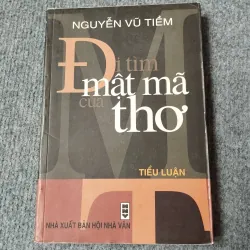 NGUYỄN VŨ TIỀM
Đi tìm
mật mã
của
thơ
TIỂU LUẬN
NHÀ XUẤT BẢN HỘI NHÀ VĂN